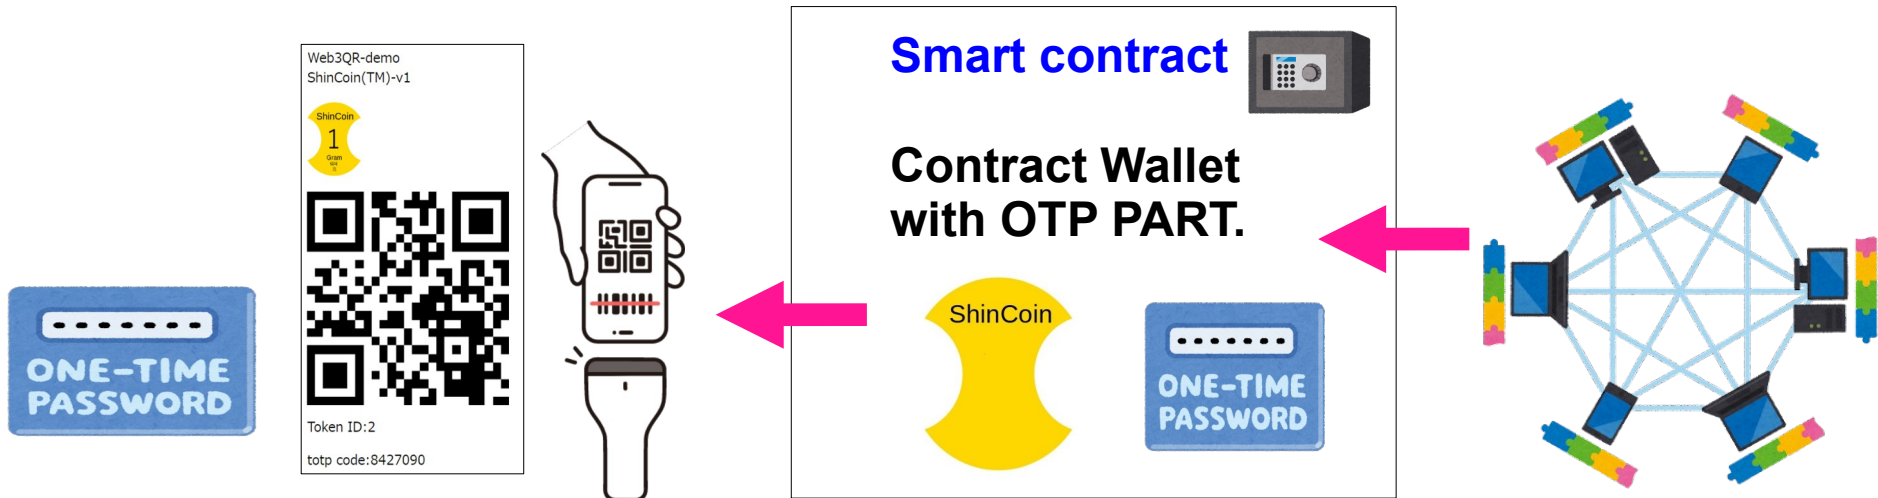 ONE-TIME
PASSWORD
Web3QR-demo
ShinCoin(TM)-v1
ShinCoin
1
Gram
Token ID:2
totp code:8427090
Smart contract
Contract Wallet
with OTP PART.
ShinCoin
ONE-TIME
PASSWORD